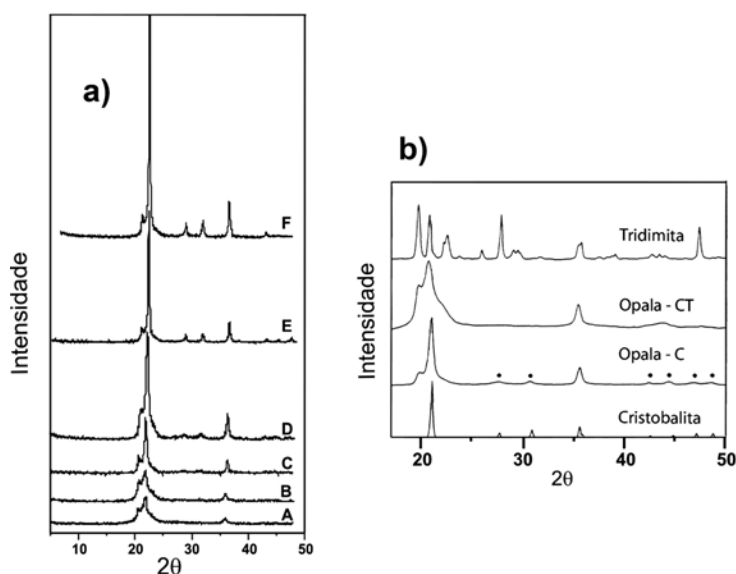 a)
Intensidade
F
E
D
C
B
A
10 20 30 40 50
2θ
b)
Intensidade
Tridimita
Opala - CT
Opala - C
Cristobalita
20 30 40 50
2θ